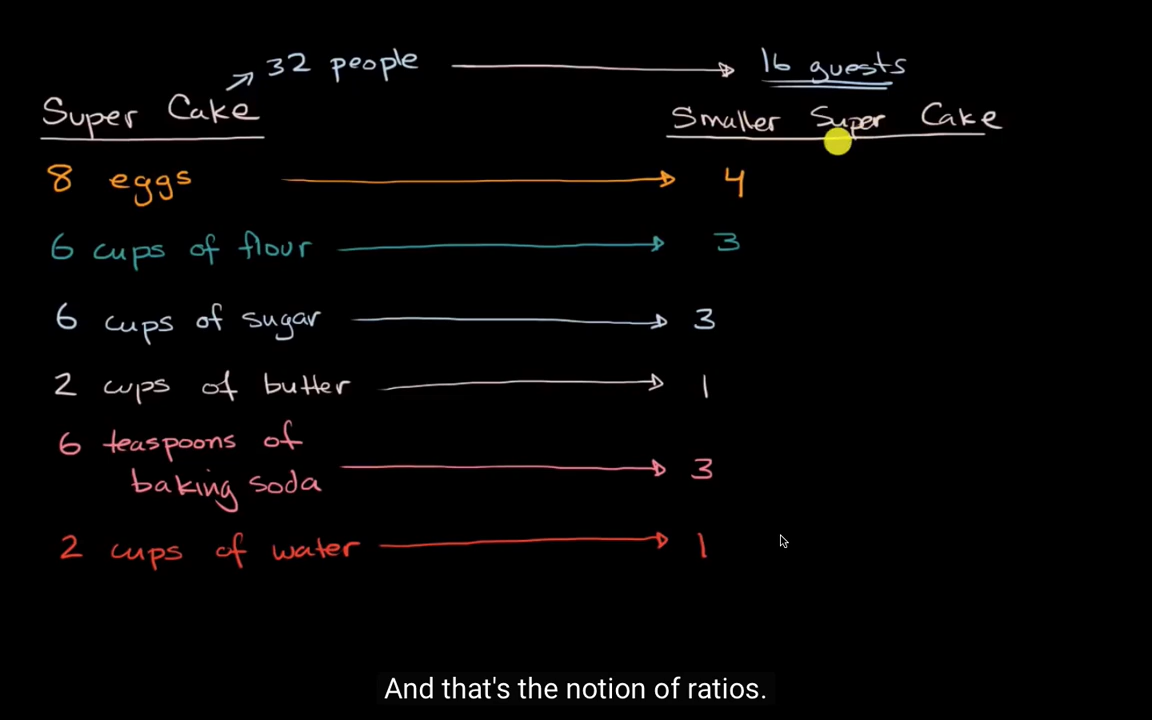 32 people 16 guests
Super Cake Smaller Super Cake
8 eggs 4
6 cups of flour 3
6 cups of sugar 3
2 cups of butter 1
6 teaspoons of
baking soda 3
2 cups of water 1
And that's the notion of ratios.